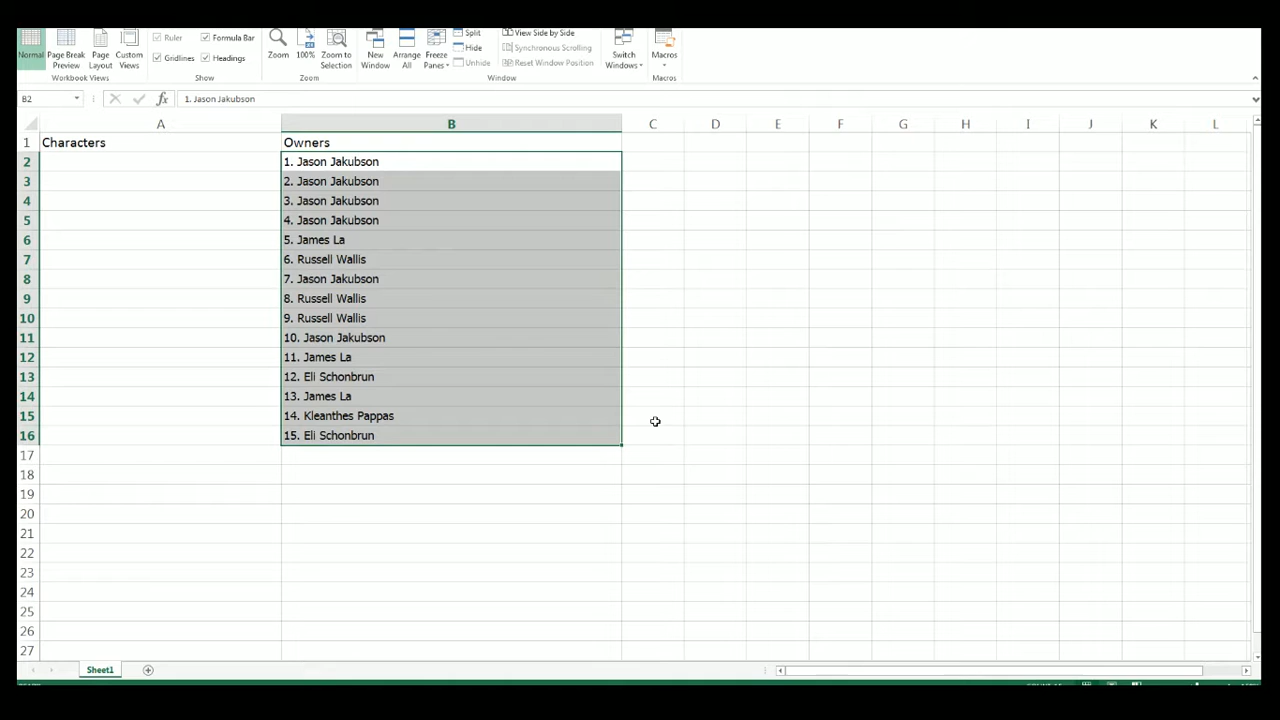 Normal Page Break Preview Page Layout Custom Views
Ruler Formula Bar
Gridlines Headings
Workbook Views Show
Zoom 100% Zoom to Selection
Zoom
New Window Arrange All Freeze Panes
Split
Hide
Unhide
View Side by Side
Synchronous Scrolling
Reset Window Position
Window
Switch Windows
Macros
Macros
B2 fx 1. Jason Jakubson
A B C D E F G H I J K L
1 Characters Owners
2 1. Jason Jakubson
3 2. Jason Jakubson
4 3. Jason Jakubson
5 4. Jason Jakubson
6 5. James La
7 6. Russell Wallis
8 7. Jason Jakubson
9 8. Russell Wallis
10 9. Russell Wallis
11 10. Jason Jakubson
12 11. James La
13 12. Eli Schonbrun
14 13. James La
15 14. Kleanthes Pappas
16 15. Eli Schonbrun
17
18
19
20
21
22
23
24
25
26
27
Sheet1